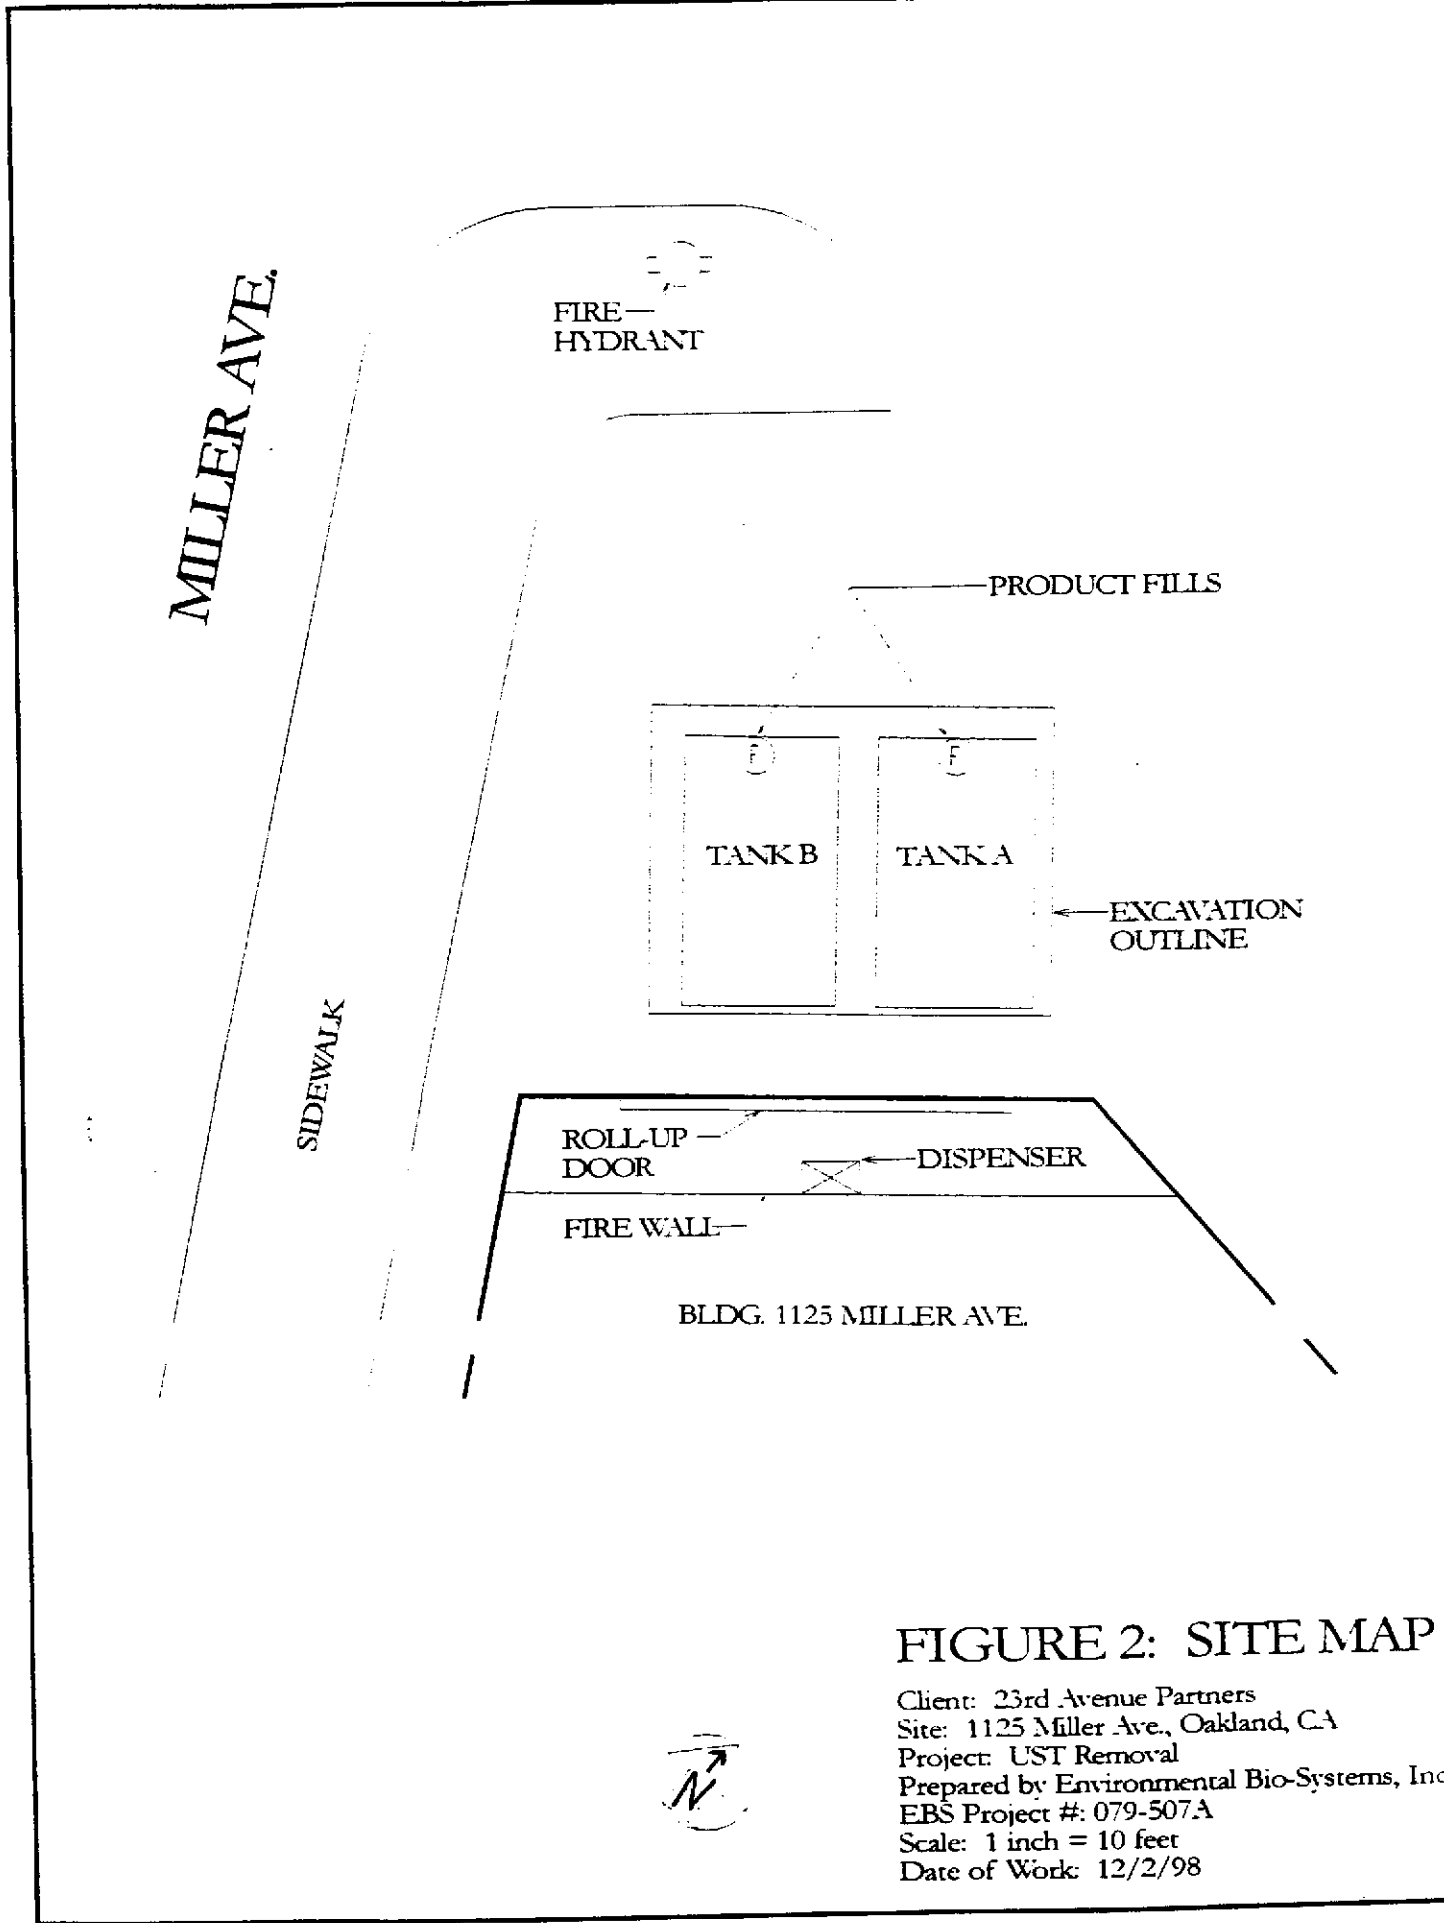 MILLER AVE.
FIRE
HYDRANT
PRODUCT FILLS
F
F
TANK B
TANK A
EXCAVATION
OUTLINE
SIDEWALK
ROLL-UP
DOOR
DISPENSER
FIRE WALL
BLDG. 1125 MILLER AVE.
FIGURE 2: SITE MAP
Client: 23rd Avenue Partners
Site: 1125 Miller Ave., Oakland, CA
Project: UST Removal
Prepared by Environmental Bio-Systems, Inc
EBS Project #: 079-507A
Scale: 1 inch = 10 feet
Date of Work: 12/2/98
N